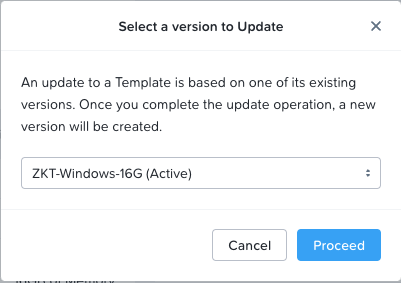 Select a version to Update
An update to a Template is based on one of its existing
versions. Once you complete the update operation, a new
version will be created.
ZKT-Windows-16G (Active)
Cancel
Proceed